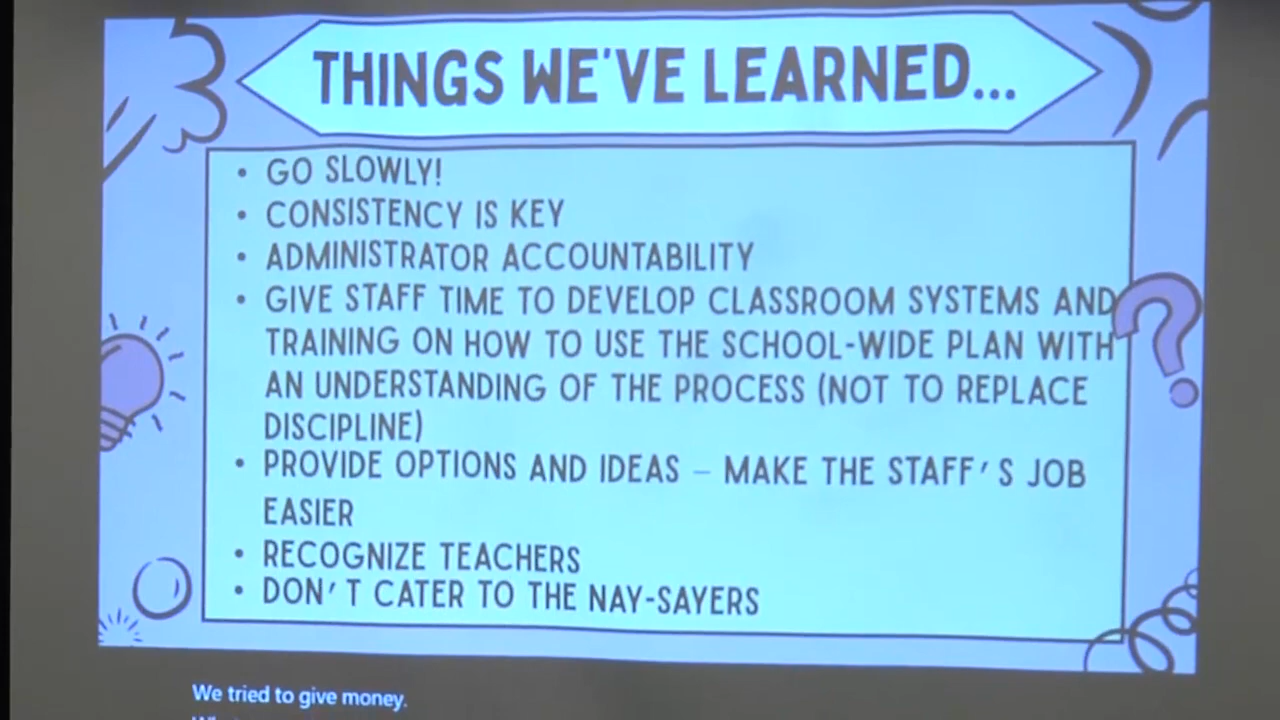 THINGS WE'VE LEARNED...
• GO SLOWLY!
• CONSISTENCY IS KEY
• ADMINISTRATOR ACCOUNTABILITY
• GIVE STAFF TIME TO DEVELOP CLASSROOM SYSTEMS AND
TRAINING ON HOW TO USE THE SCHOOL-WIDE PLAN WITH
AN UNDERSTANDING OF THE PROCESS (NOT TO REPLACE
DISCIPLINE)
• PROVIDE OPTIONS AND IDEAS – MAKE THE STAFF'S JOB
EASIER
• RECOGNIZE TEACHERS
• DON'T CATER TO THE NAY-SAYERS
We tried to give money.